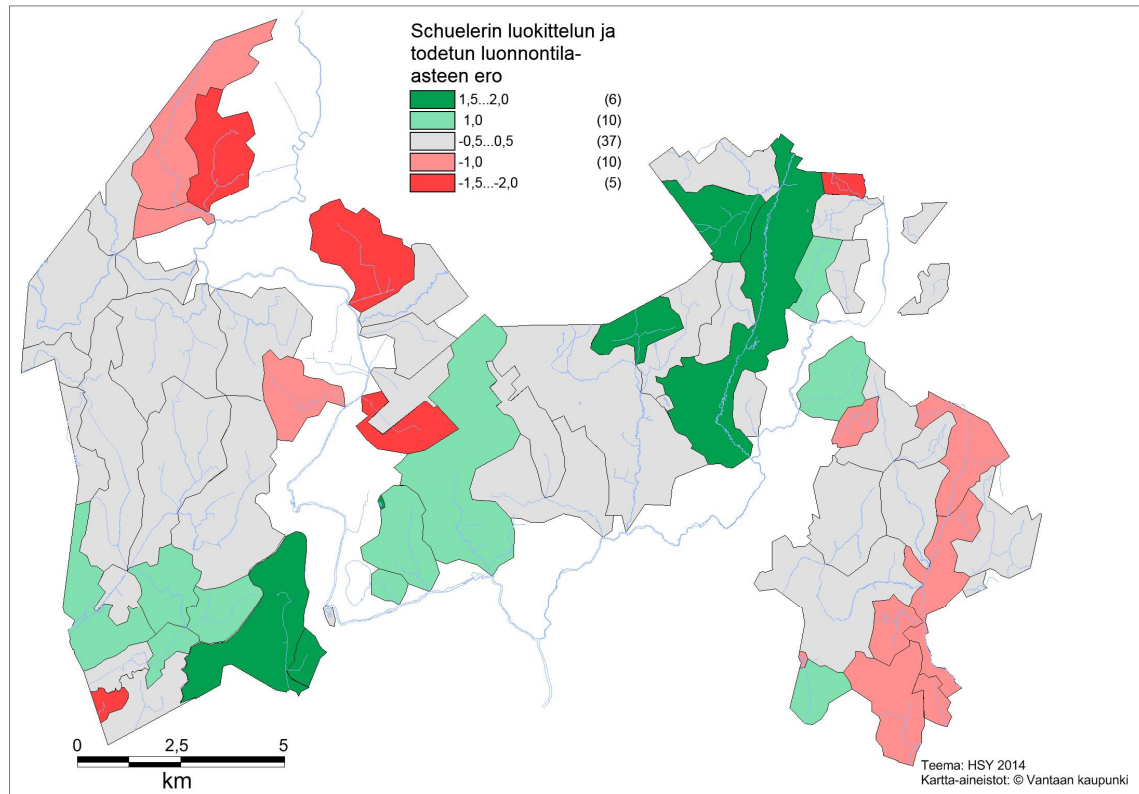 Schuelerin luokittelun ja
todetun luonnontila-
asteen ero
1,5...2,0 (6)
1,0 (10)
-0,5...0,5 (37)
-1,0 (10)
-1,5...-2,0 (5)
0 2,5 5
km
Teema: HSY 2014
Kartta-aineistot: © Vantaan kaupunki